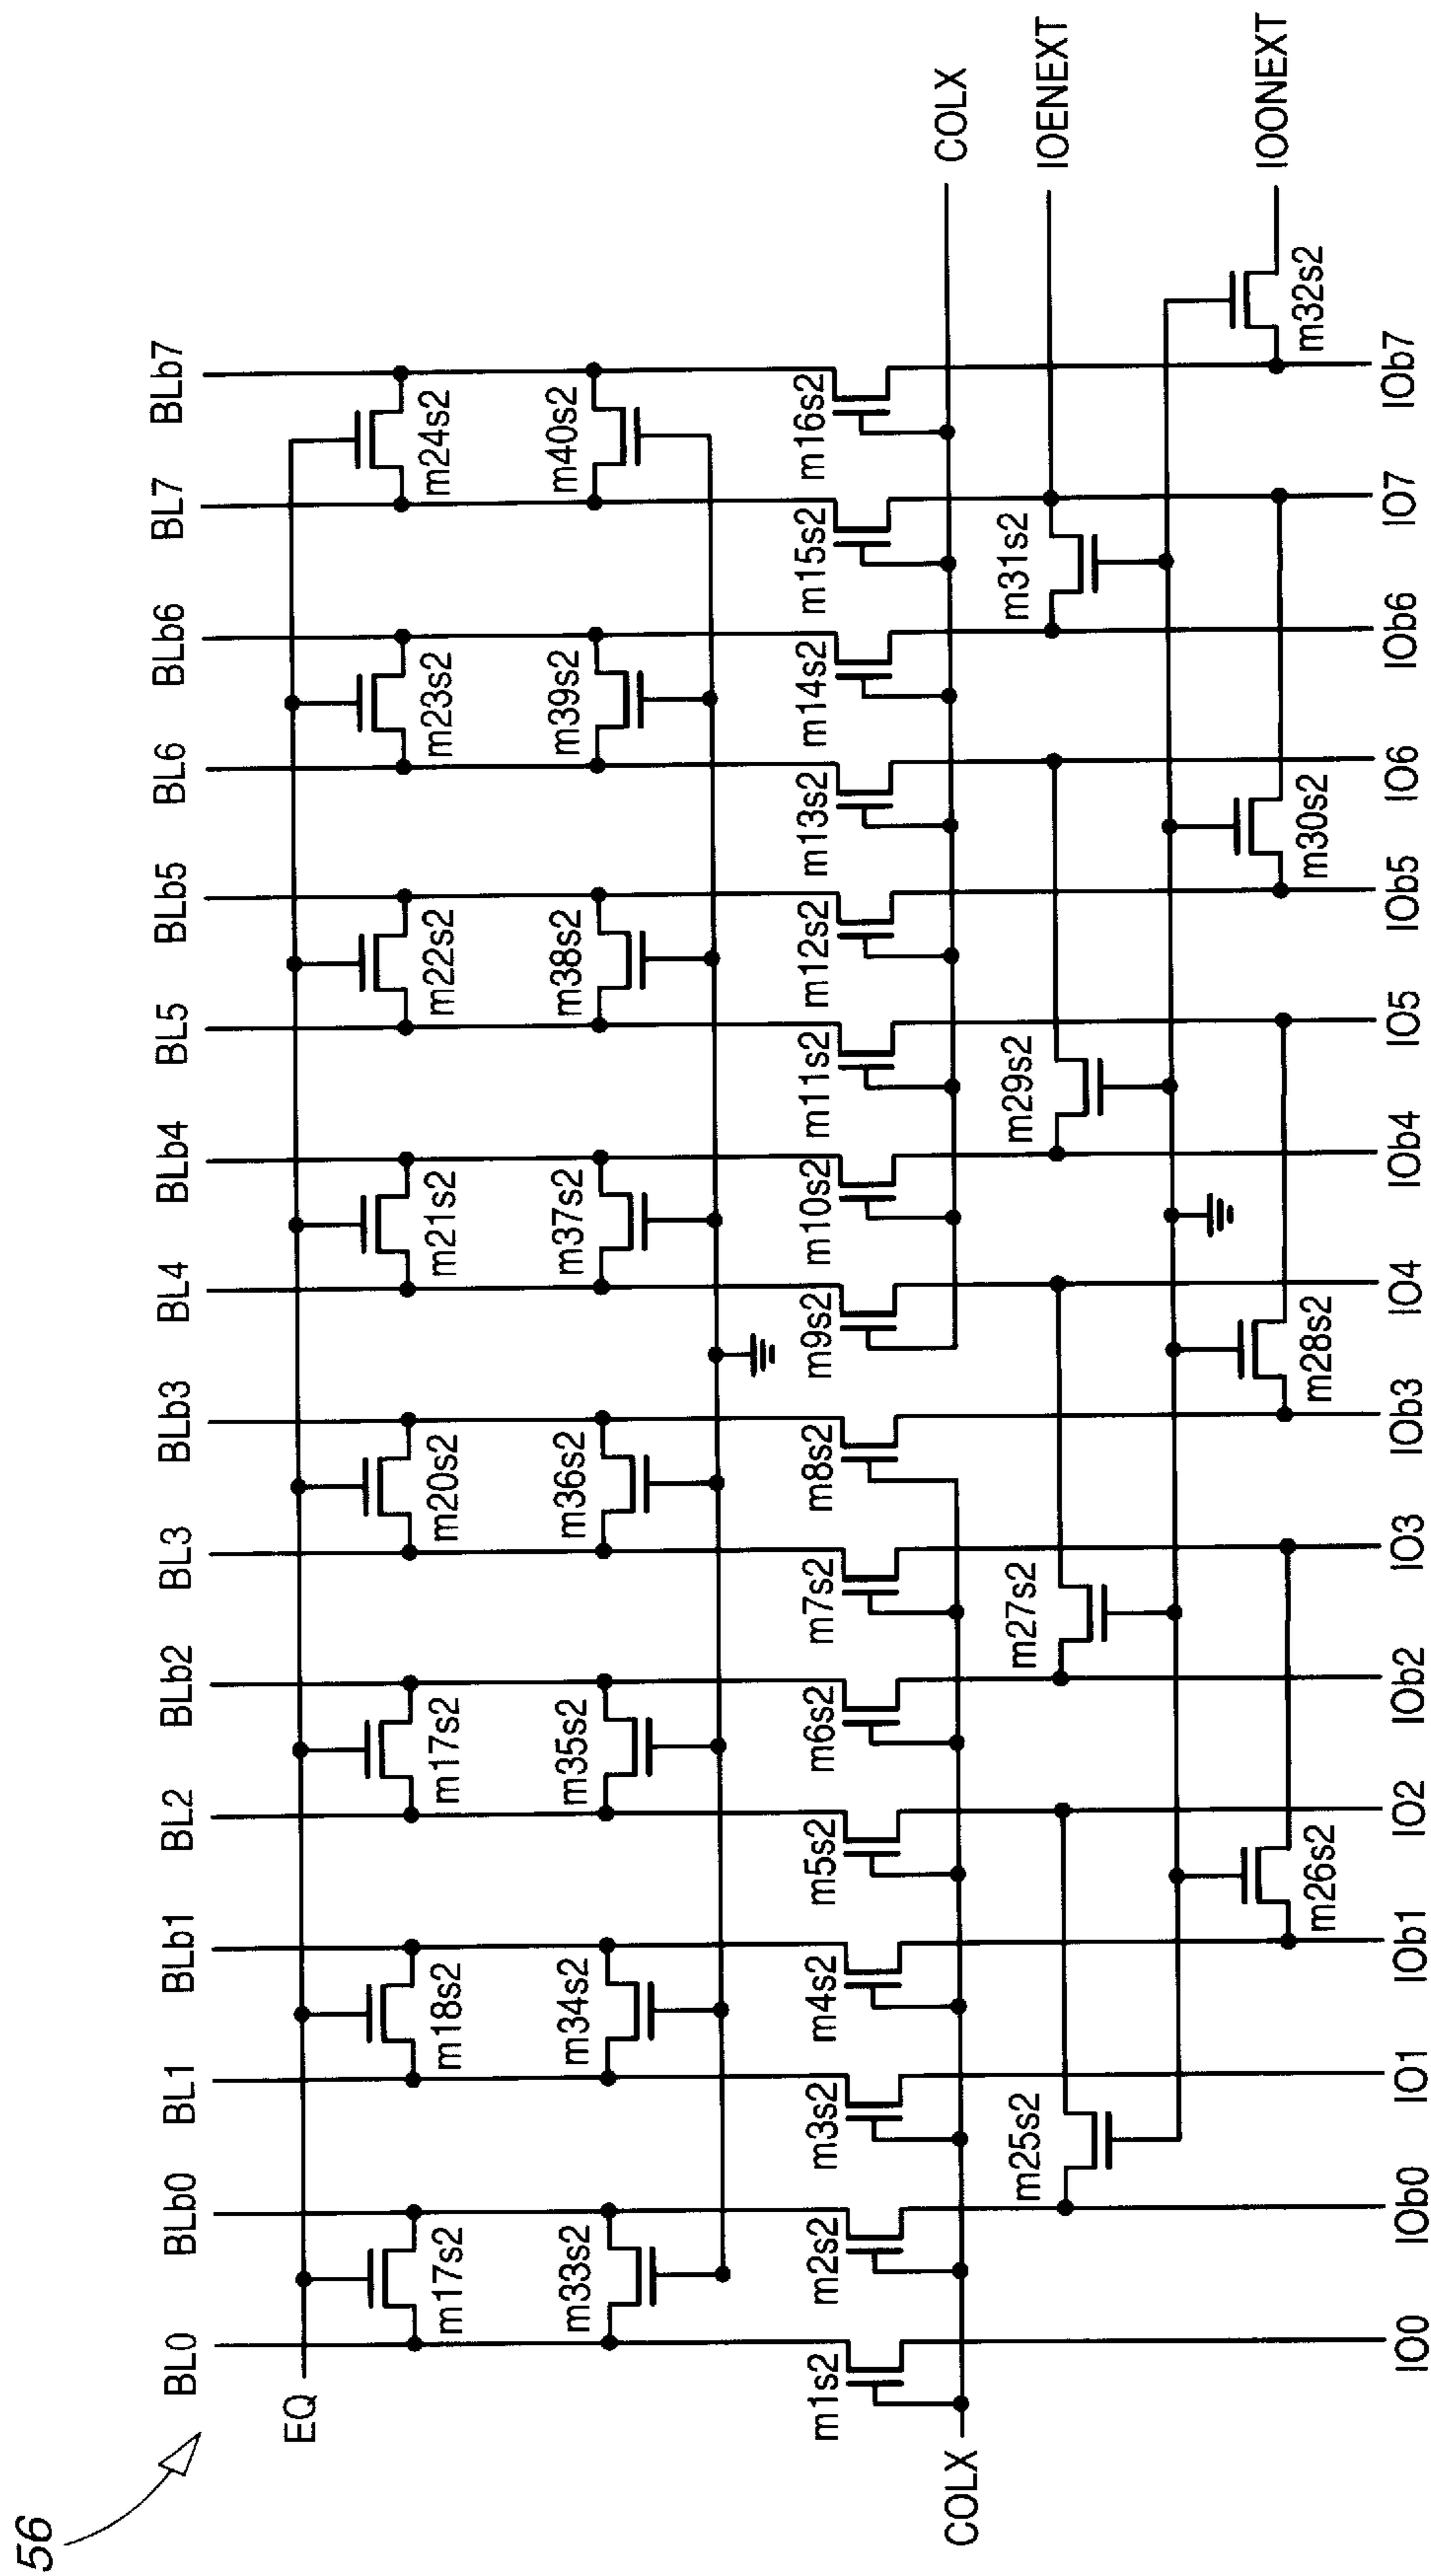 56
BL0 BLb0 BL1 BLb1 BL2 BLb2 BL3 BLb3 BL4 BLb4 BL5 BLb5 BL6 BLb6 BL7 BLb7
EQ
m17s2 m18s2 m17s2 m20s2 m21s2 m22s2 m23s2 m24s2
m33s2 m34s2 m35s2 m36s2 m37s2 m38s2 m39s2 m40s2
m1s2 m2s2 m3s2 m4s2 m5s2 m6s2 m7s2 m8s2 m9s2 m10s2 m11s2 m12s2 m13s2 m14s2 m15s2 m16s2
COLX COLX
m25s2 m27s2 m29s2 m31s2 IOENEXT
m26s2 m28s2 m30s2 m32s2 IOONEXT
IO0 IOb0 IO1 IOb1 IO2 IOb2 IO3 IOb3 IO4 IOb4 IO5 IOb5 IO6 IOb6 IO7 IOb7